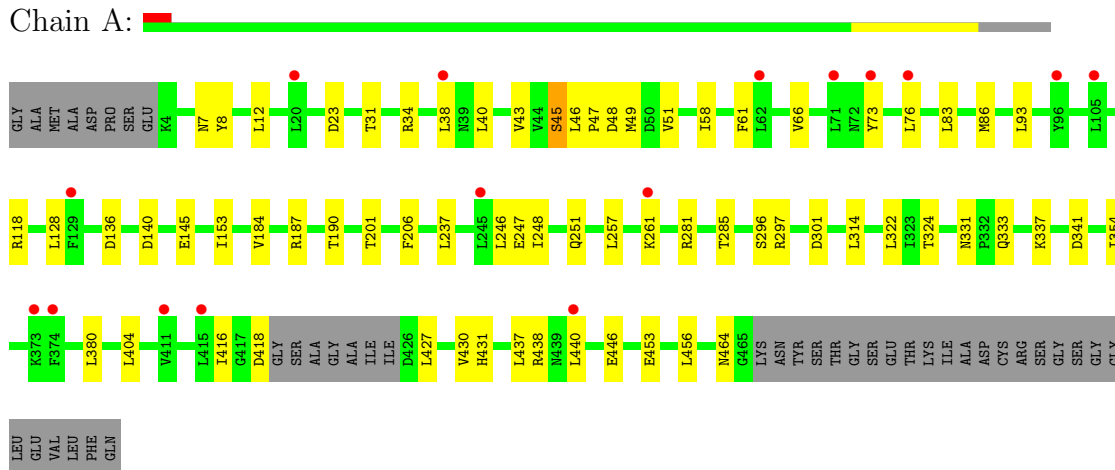 Chain A:
GLY ALA MET ALA ASP PRO SER GLU K4 N7 Y8 L12 L20 D23 T31 R34 L38 N39 L40 V43 V44 S45 L46 P47 D48 M49 D50 V51 I58 F61 L62 V66 L71 N72 Y73 L76 L83 M86 L93 Y96 L105
R118 L128 F129 D136 D140 E145 I153 V184 R187 T190 T201 F206 L237 L245 L246 E247 I248 Q251 L257 K261 R281 T285 S296 R297 D301 L314 L322 I323 T324 N331 P332 Q333 K337 D341 I354
K373 F374 L380 L404 V411 L415 I416 G417 D418 GLY SER ALA GLY ALA ILE ILE D426 L427 V430 H431 L437 R438 N439 L440 E446 E453 L456 N464 G465 LYS ASN TYR SER THR GLY SER GLU THR LYS ILE ALA ASP CYS ARG SER GLY SER GLY GLY
LEU GLU VAL LEU PHE GLN